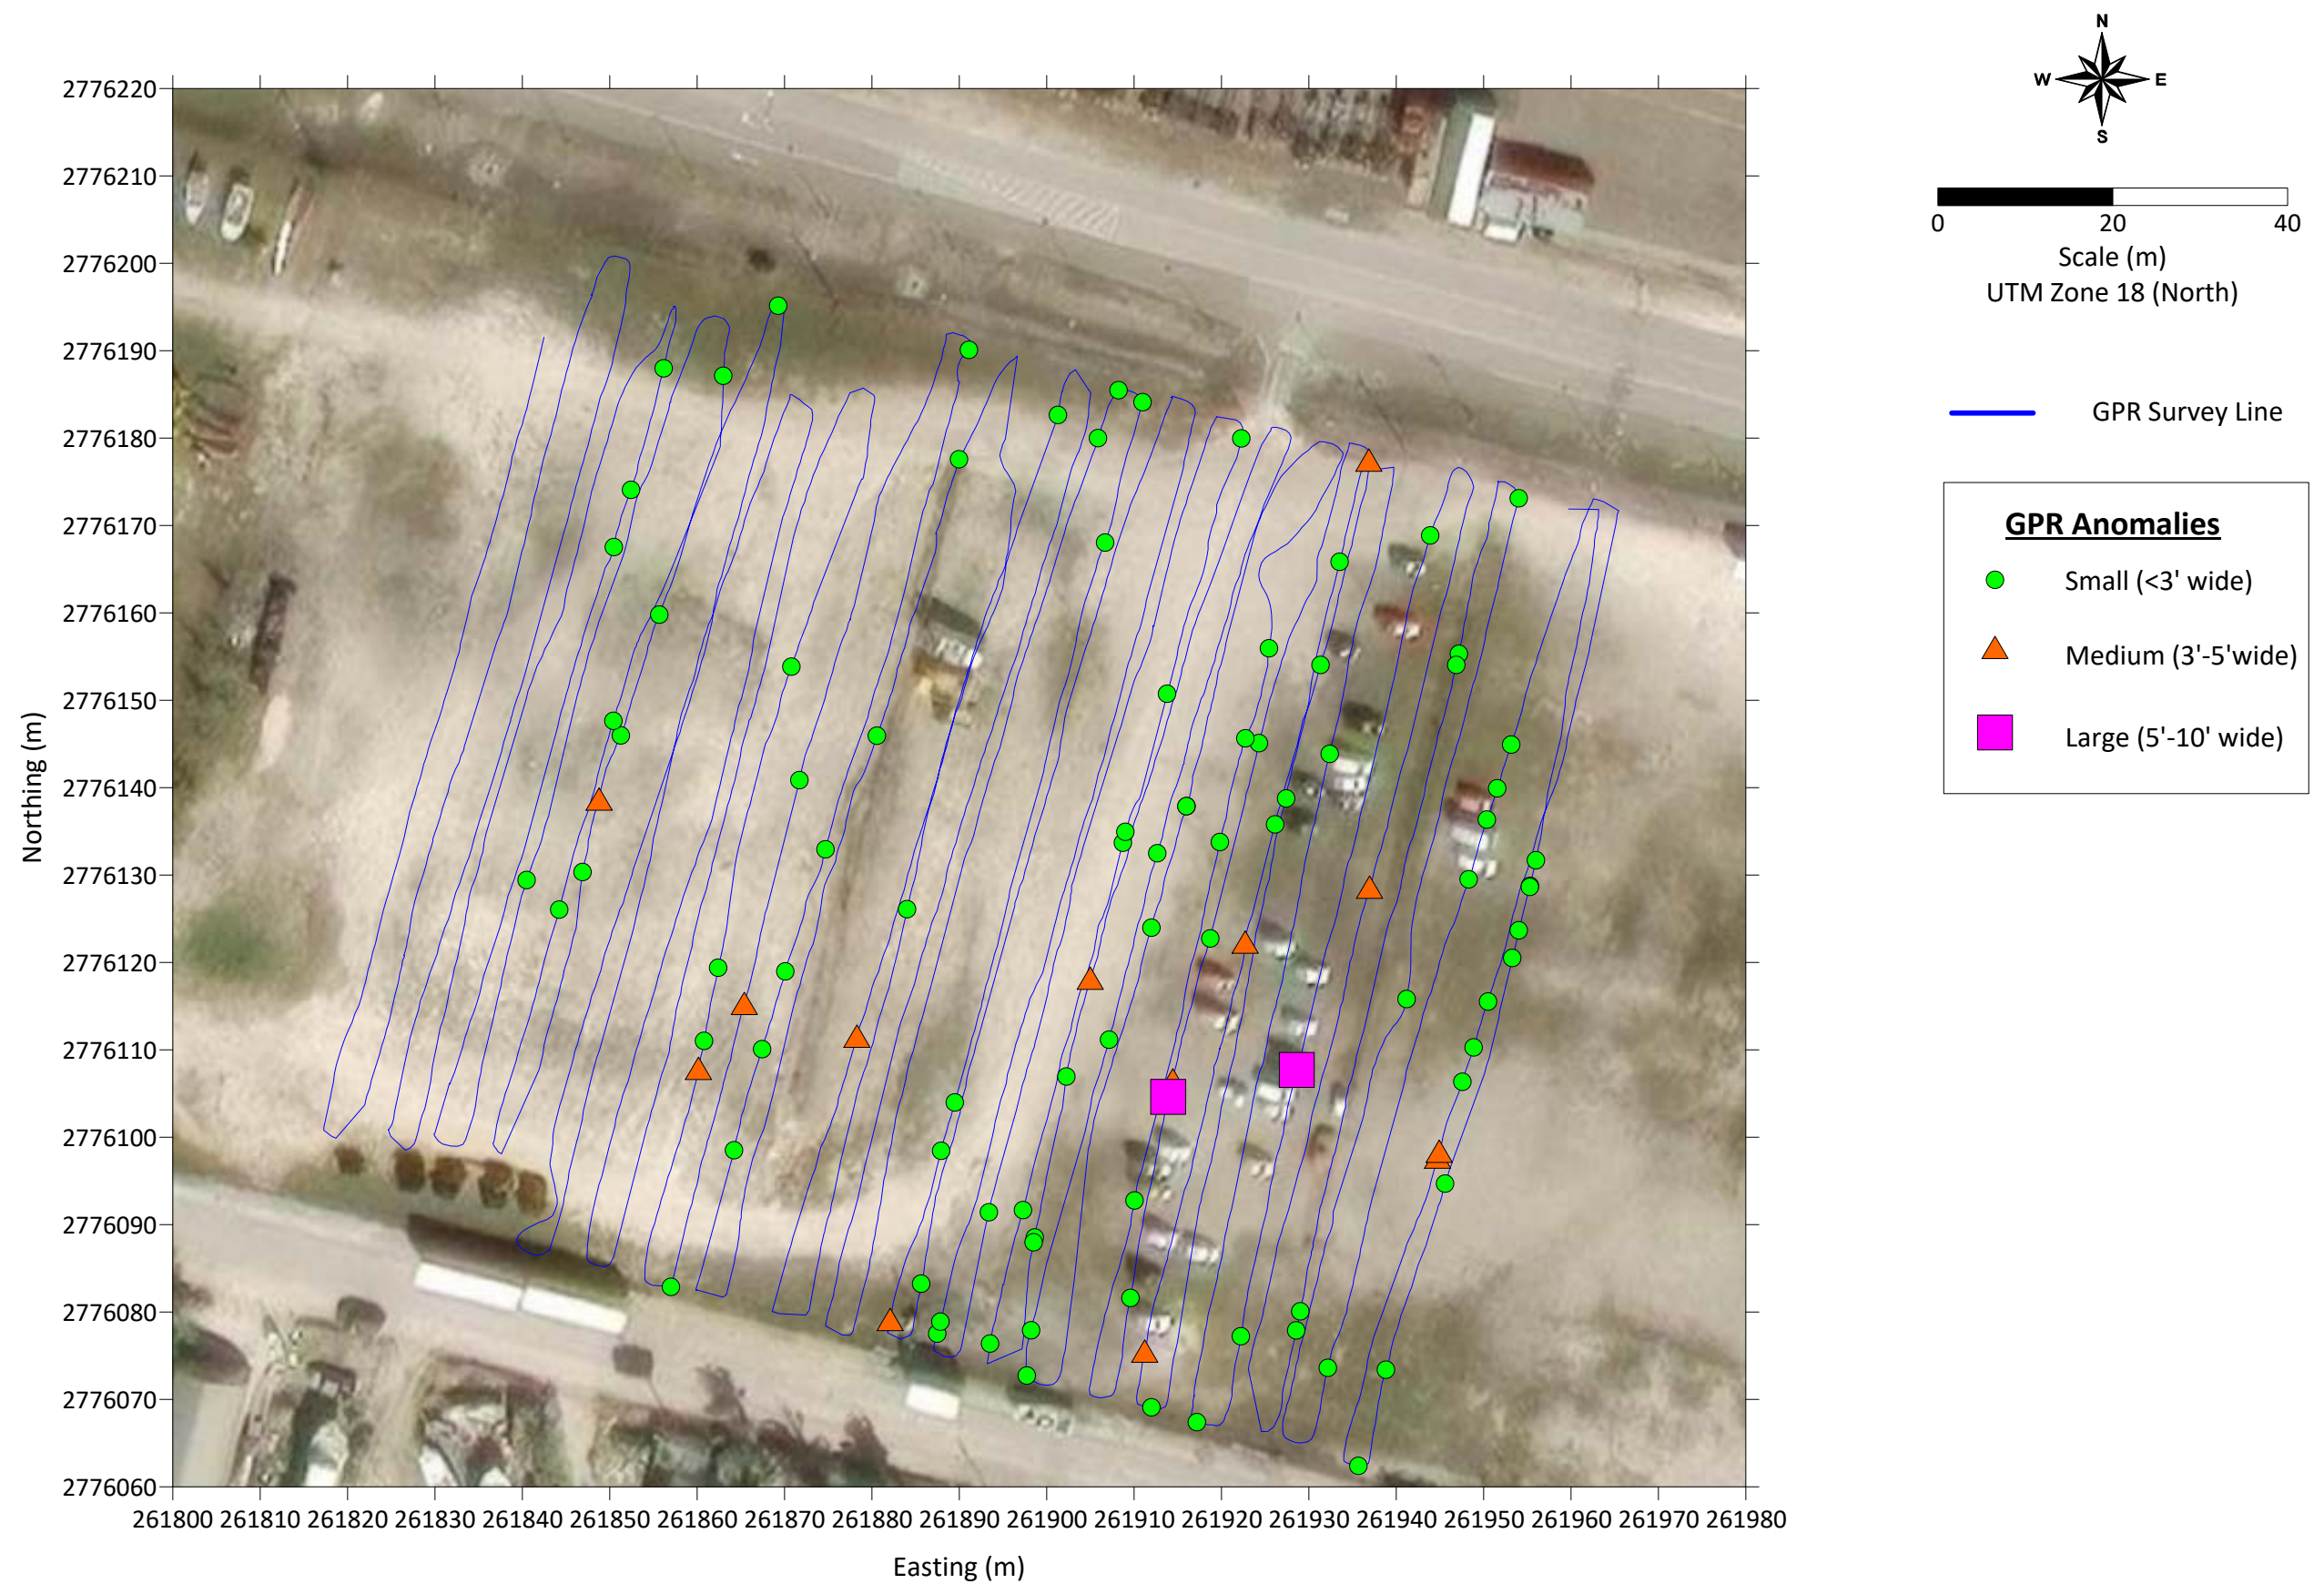 N
W E
S
0 20 40
Scale (m)
UTM Zone 18 (North)
GPR Survey Line
GPR Anomalies
Small (<3' wide)
Medium (3'-5'wide)
Large (5'-10' wide)
2776220
2776210
2776200
2776190
2776180
2776170
2776160
2776150
2776140
2776130
2776120
2776110
2776100
2776090
2776080
2776070
2776060
Northing (m)
261800 261810 261820 261830 261840 261850 261860 261870 261880 261890 261900 261910 261920 261930 261940 261950 261960 261970 261980
Easting (m)